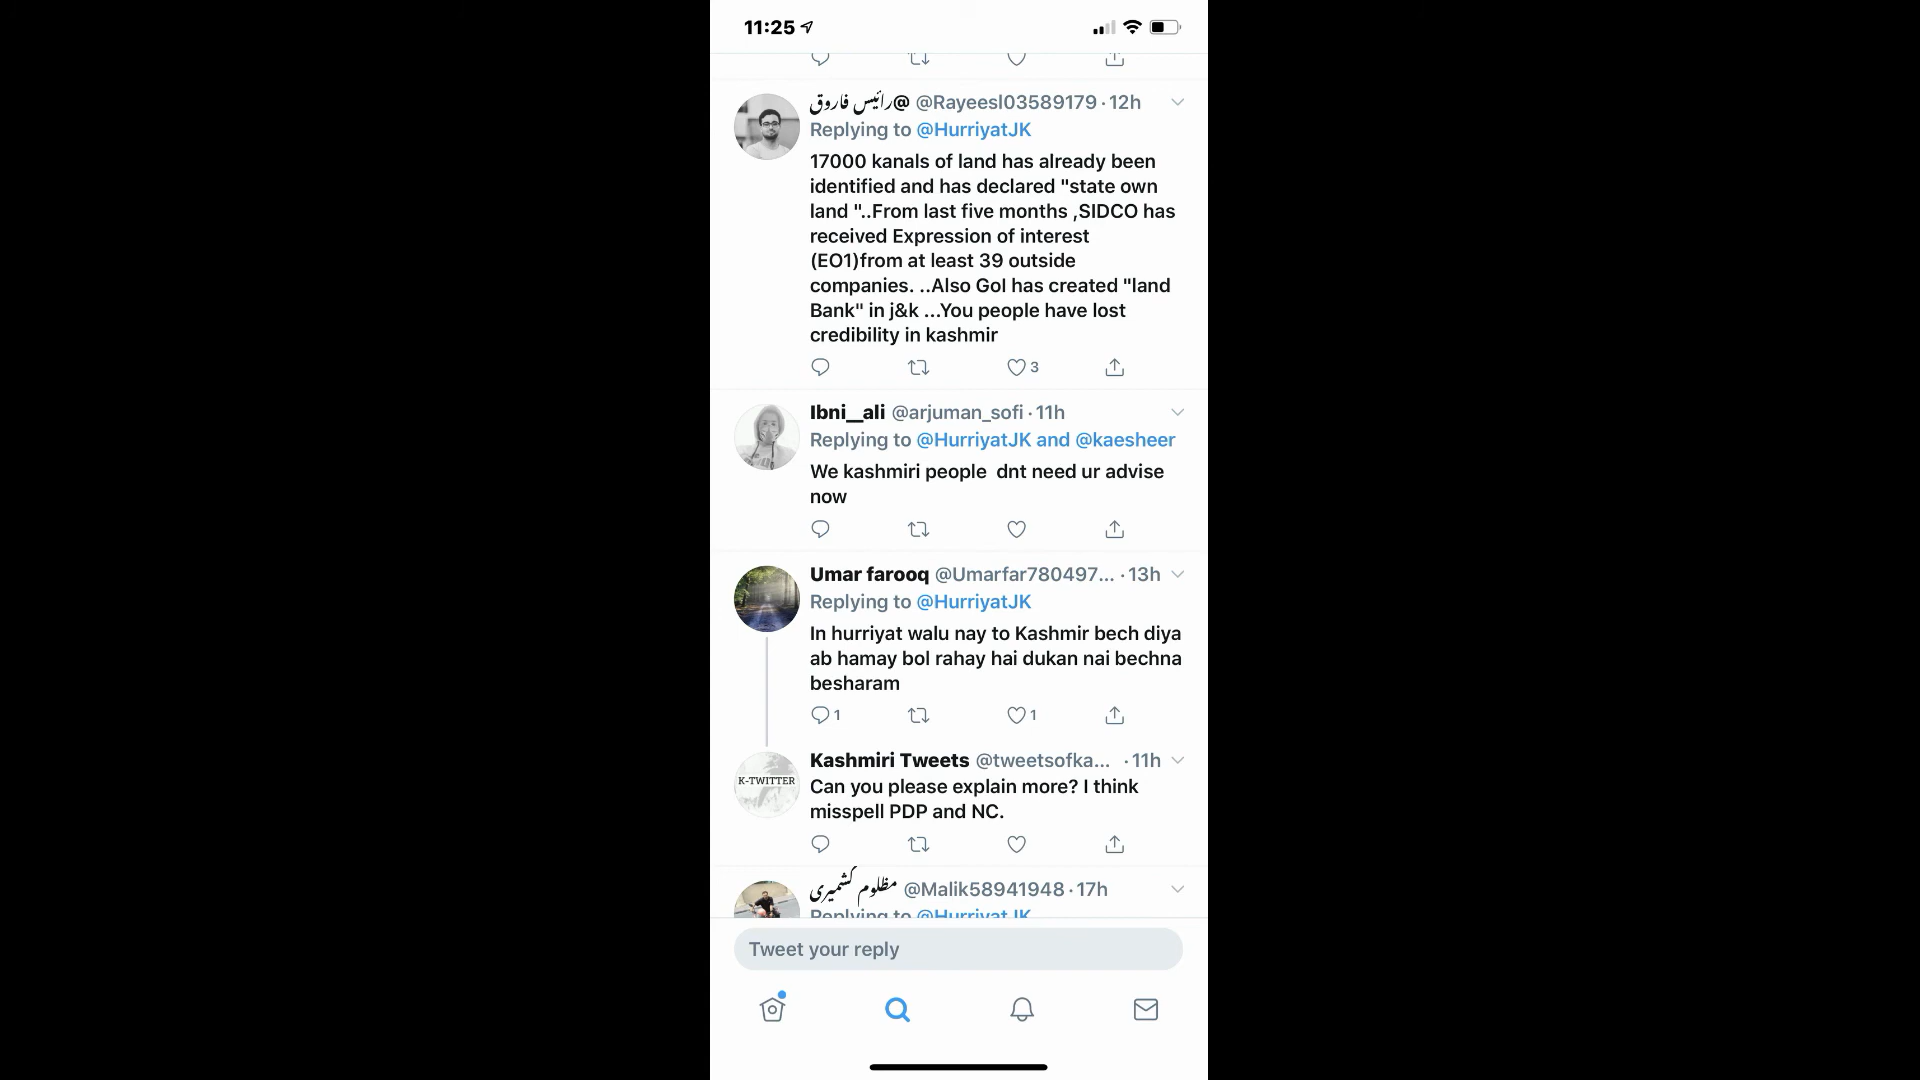 11:25
رائیس فاروق@ @Rayeesl03589179 · 12h
Replying to @HurriyatJK
17000 kanals of land has already been
identified and has declared "state own
land "..From last five months ,SIDCO has
received Expression of interest
(EO1)from at least 39 outside
companies. ..Also GoI has created "land
Bank" in j&k ...You people have lost
credibility in kashmir
3
Ibni__ali @arjuman_sofi · 11h
Replying to @HurriyatJK and @kaesheer
We kashmiri people  dnt need ur advise
now
Umar farooq @Umarfar780497... · 13h
Replying to @HurriyatJK
In hurriyat walu nay to Kashmir bech diya
ab hamay bol rahay hai dukan nai bechna
besharam
1 1
Kashmiri Tweets @tweetsofka... · 11h
K-TWITTER
Can you please explain more? I think
misspell PDP and NC.
مظلوم کشمیری @Malik58941948 · 17h
Replying to @HurriyatJK
Tweet your reply